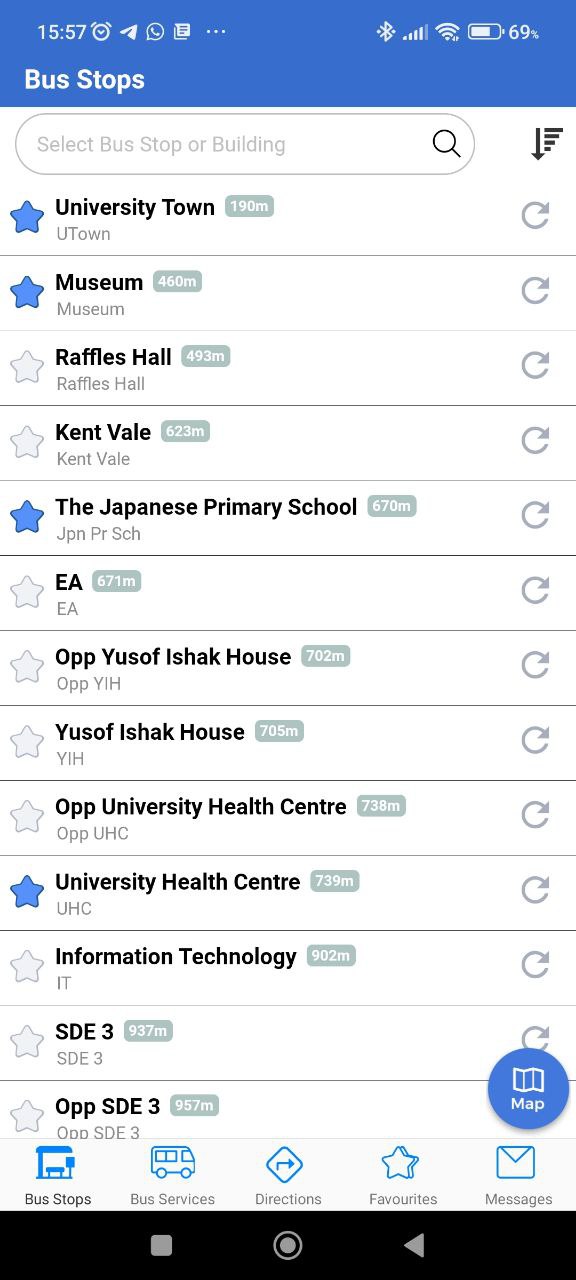 15:57 ... 69%
Bus Stops
Select Bus Stop or Building
University Town 190m
UTown
Museum 460m
Museum
Raffles Hall 493m
Raffles Hall
Kent Vale 623m
Kent Vale
The Japanese Primary School 670m
Jpn Pr Sch
EA 671m
EA
Opp Yusof Ishak House 702m
Opp YIH
Yusof Ishak House 705m
YIH
Opp University Health Centre 738m
Opp UHC
University Health Centre 739m
UHC
Information Technology 902m
IT
SDE 3 937m
SDE 3
Opp SDE 3 957m
Opp SDE 3
Map
Bus Stops Bus Services Directions Favourites Messages